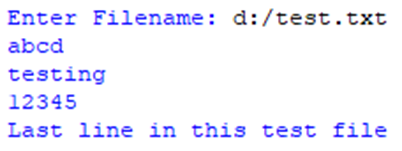 Enter Filename: d:/test.txt
abcd
testing
12345
Last line in this test file